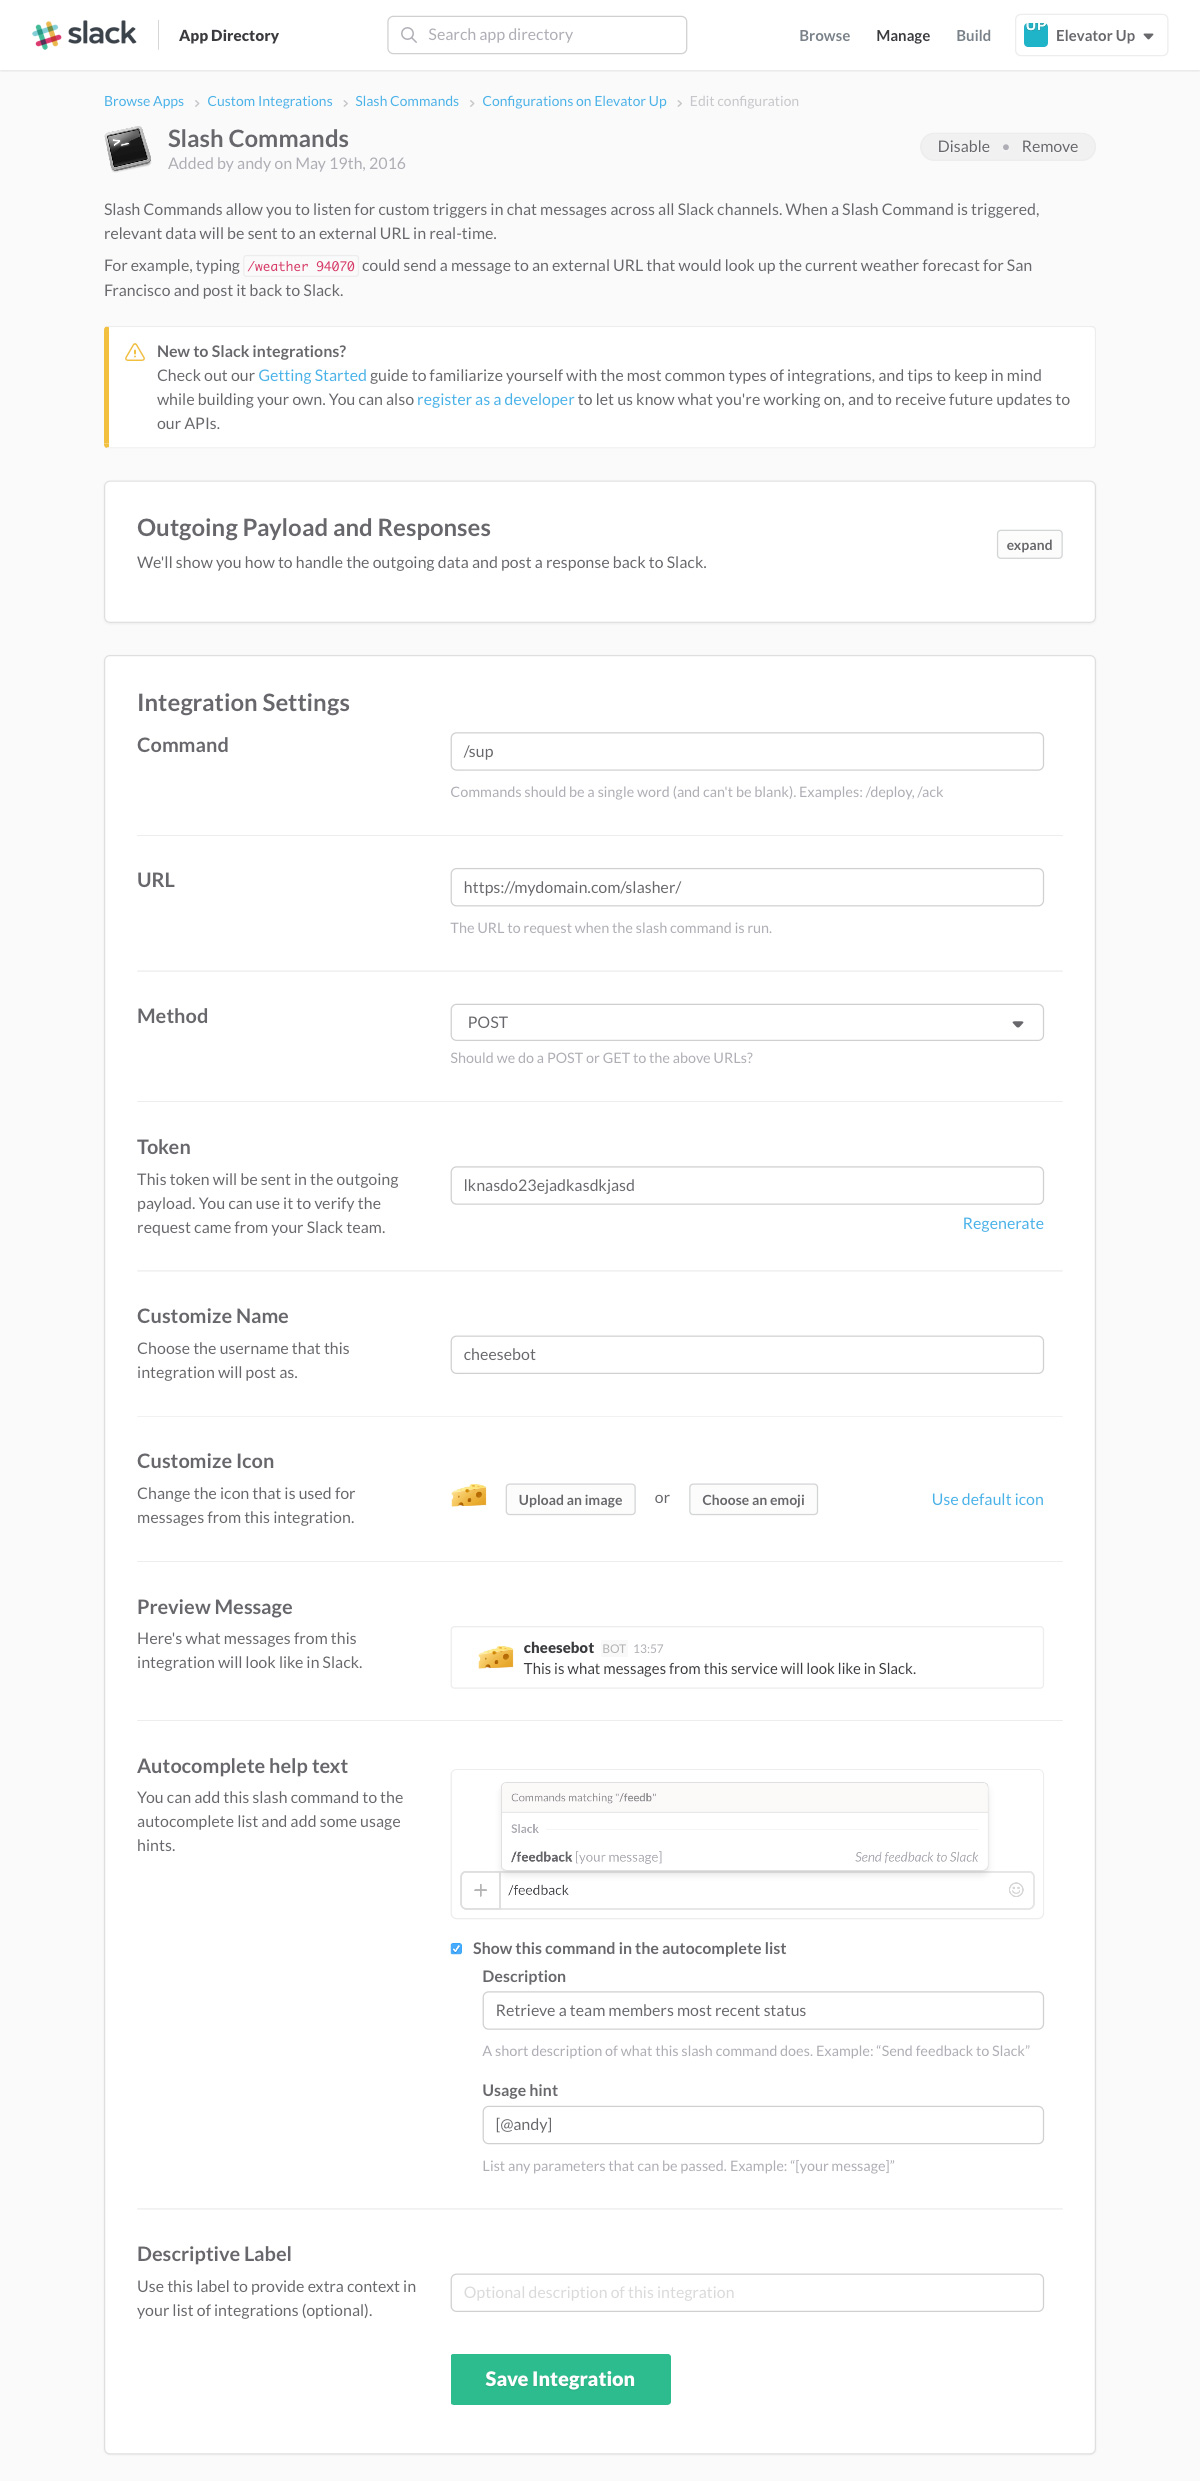 slack
App Directory
Search app directory
Browse
Manage
Build
UP
Elevator Up
Browse Apps › Custom Integrations › Slash Commands › Configurations on Elevator Up › Edit configuration
>_
Slash Commands
Added by andy on May 19th, 2016
Disable • Remove
Slash Commands allow you to listen for custom triggers in chat messages across all Slack channels. When a Slash Command is triggered,
relevant data will be sent to an external URL in real-time.
For example, typing /weather 94070 could send a message to an external URL that would look up the current weather forecast for San
Francisco and post it back to Slack.
New to Slack integrations?
Check out our Getting Started guide to familiarize yourself with the most common types of integrations, and tips to keep in mind
while building your own. You can also register as a developer to let us know what you're working on, and to receive future updates to
our APIs.
Outgoing Payload and Responses
We'll show you how to handle the outgoing data and post a response back to Slack.
expand
Integration Settings
Command
/sup
Commands should be a single word (and can't be blank). Examples: /deploy, /ack
URL
https://mydomain.com/slasher/
The URL to request when the slash command is run.
Method
POST
Should we do a POST or GET to the above URLs?
Token
This token will be sent in the outgoing
payload. You can use it to verify the
request came from your Slack team.
lknasdo23ejadkasdkjasd
Regenerate
Customize Name
Choose the username that this
integration will post as.
cheesebot
Customize Icon
Change the icon that is used for
messages from this integration.
Upload an image
or
Choose an emoji
Use default icon
Preview Message
Here's what messages from this
integration will look like in Slack.
cheesebot BOT 13:57
This is what messages from this service will look like in Slack.
Autocomplete help text
You can add this slash command to the
autocomplete list and add some usage
hints.
Commands matching "/feedb"
Slack
/feedback [your message]
Send feedback to Slack
/feedback
Show this command in the autocomplete list
Description
Retrieve a team members most recent status
A short description of what this slash command does. Example: “Send feedback to Slack”
Usage hint
[@andy]
List any parameters that can be passed. Example: “[your message]”
Descriptive Label
Use this label to provide extra context in
your list of integrations (optional).
Optional description of this integration
Save Integration